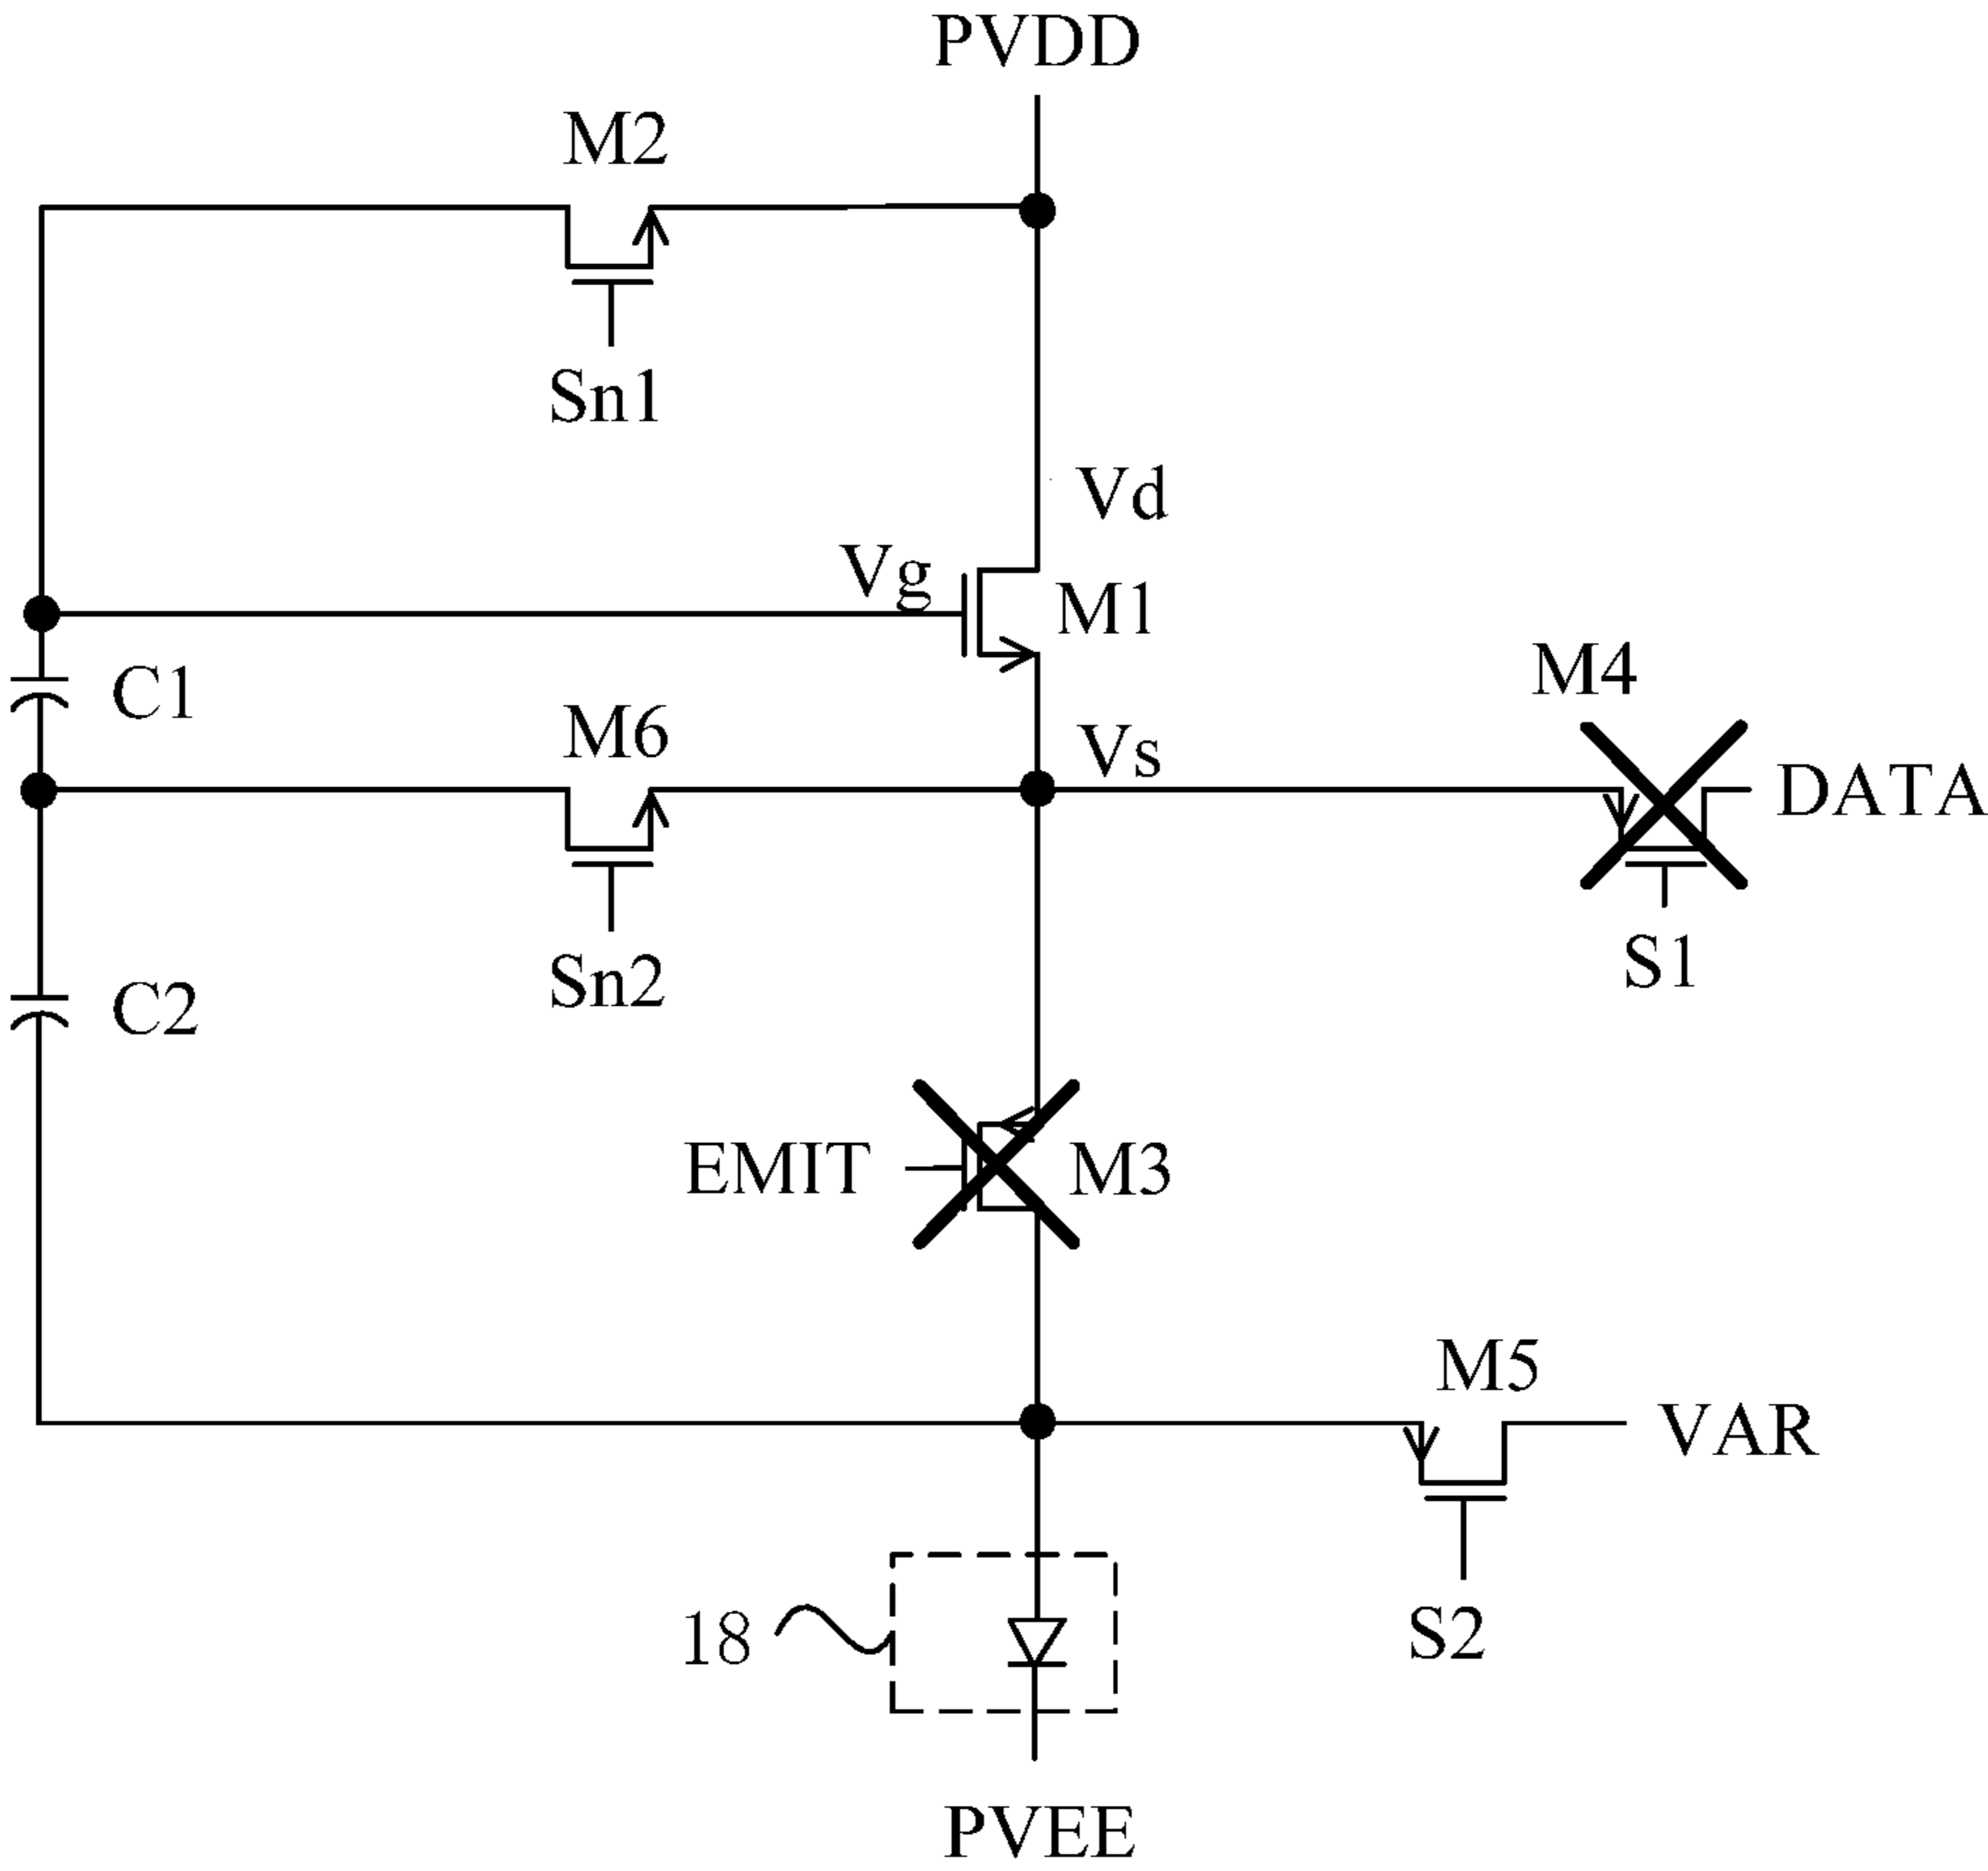 PVDD
M2
Sn1
Vd
Vg
M1
C1
M6
Vs
M4
DATA
Sn2
S1
C2
EMIT
M3
M5
VAR
18
S2
PVEE